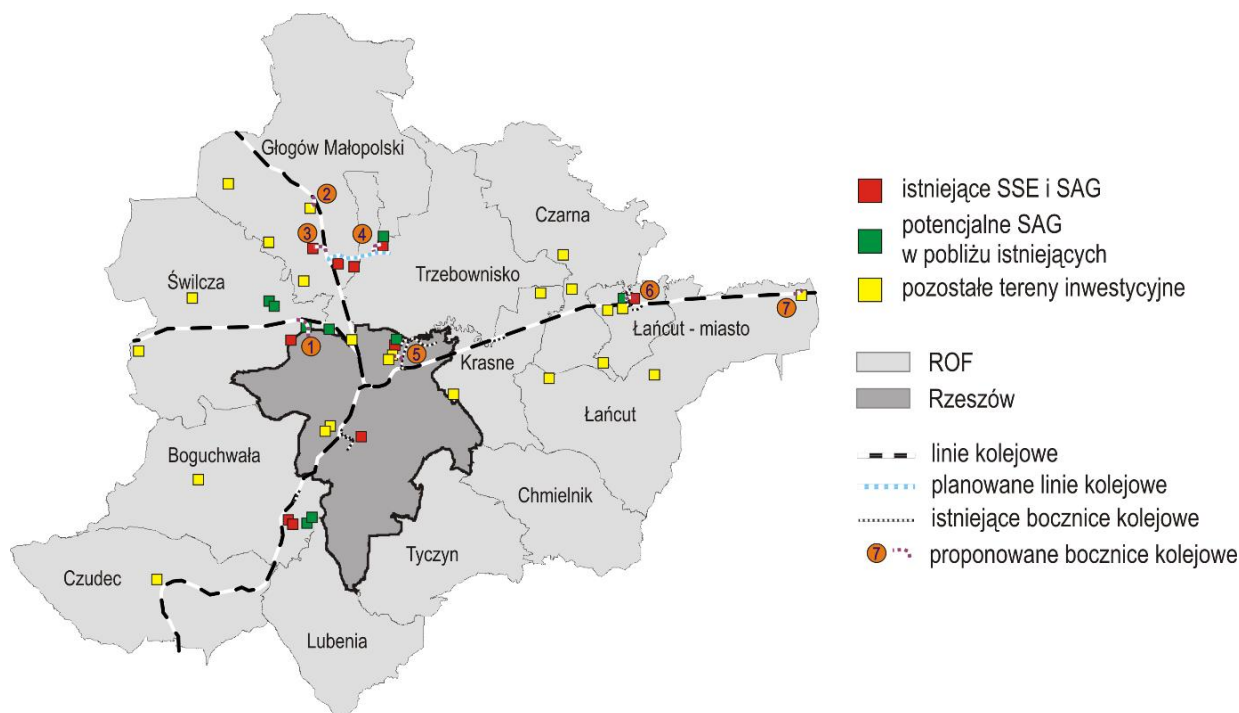 Głogów Małopolski
2
3
4
Czarna
Trzebownisko
Świlcza
6
7
Łańcut - miasto
1
5
Krasne
Łańcut
Boguchwała
Chmielnik
Tyczyn
Czudec
Lubenia
istniejące SSE i SAG
potencjalne SAG
w pobliżu istniejących
pozostałe tereny inwestycyjne
ROF
Rzeszów
linie kolejowe
planowane linie kolejowe
istniejące bocznice kolejowe
7 proponowane bocznice kolejowe